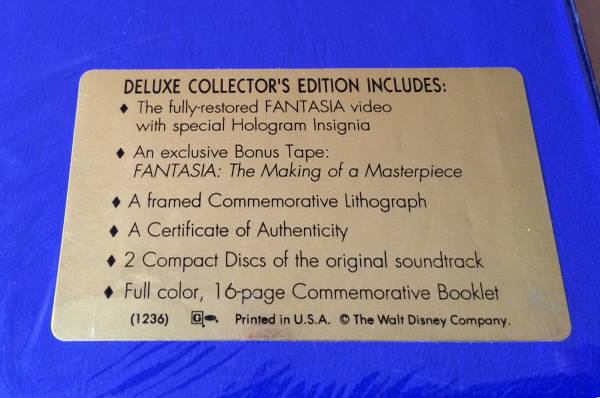 DELUXE COLLECTOR'S EDITION INCLUDES:
♦ The fully-restored FANTASIA video
with special Hologram Insignia
♦ An exclusive Bonus Tape:
FANTASIA: The Making of a Masterpiece
♦ A framed Commemorative Lithograph
♦ A Certificate of Authenticity
♦ 2 Compact Discs of the original soundtrack
♦ Full color, 16-page Commemorative Booklet
(1236) G Printed in U.S.A. © The Walt Disney Company.